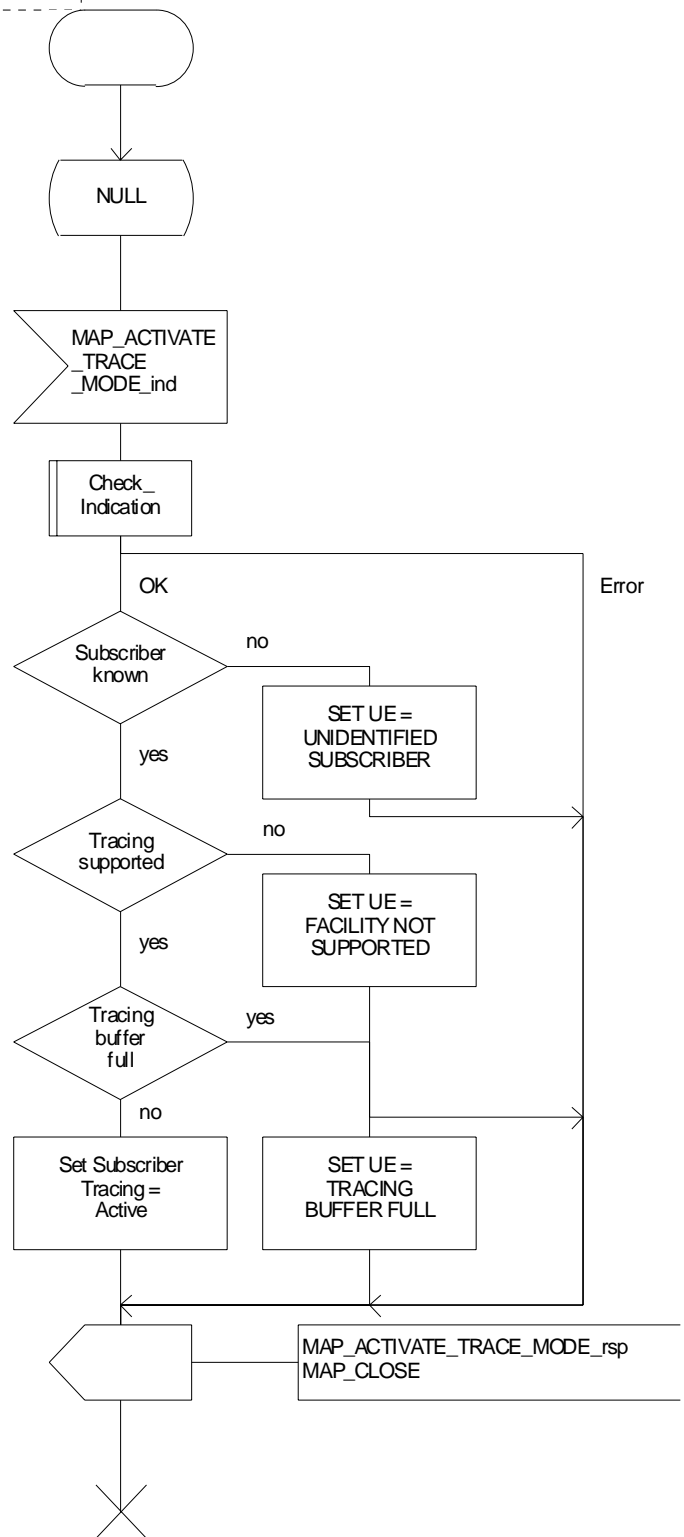 NULL
MAP_ACTIVATE
_TRACE
_MODE_ind
Check_
Indication
OK
Error
Subscriber
known
no
SET UE =
UNIDENTIFIED
SUBSCRIBER
yes
Tracing
supported
no
SET UE =
FACILITY NOT
SUPPORTED
yes
Tracing
buffer
full
yes
no
Set Subscriber
Tracing =
Active
SET UE =
TRACING
BUFFER FULL
MAP_ACTIVATE_TRACE_MODE_rsp
MAP_CLOSE